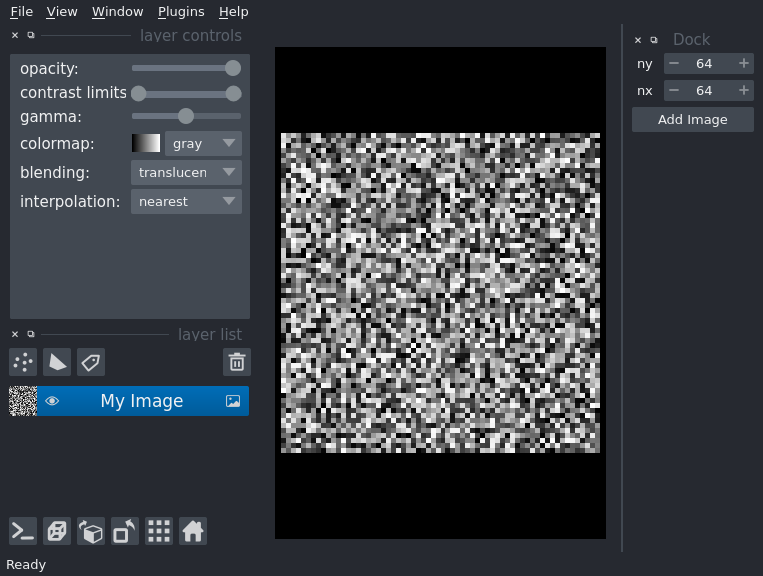 File View Window Plugins Help
layer controls
opacity:
contrast limits
gamma:
colormap: gray
blending: translucen
interpolation: nearest
layer list
My Image
Ready
Dock
ny 64
nx 64
Add Image